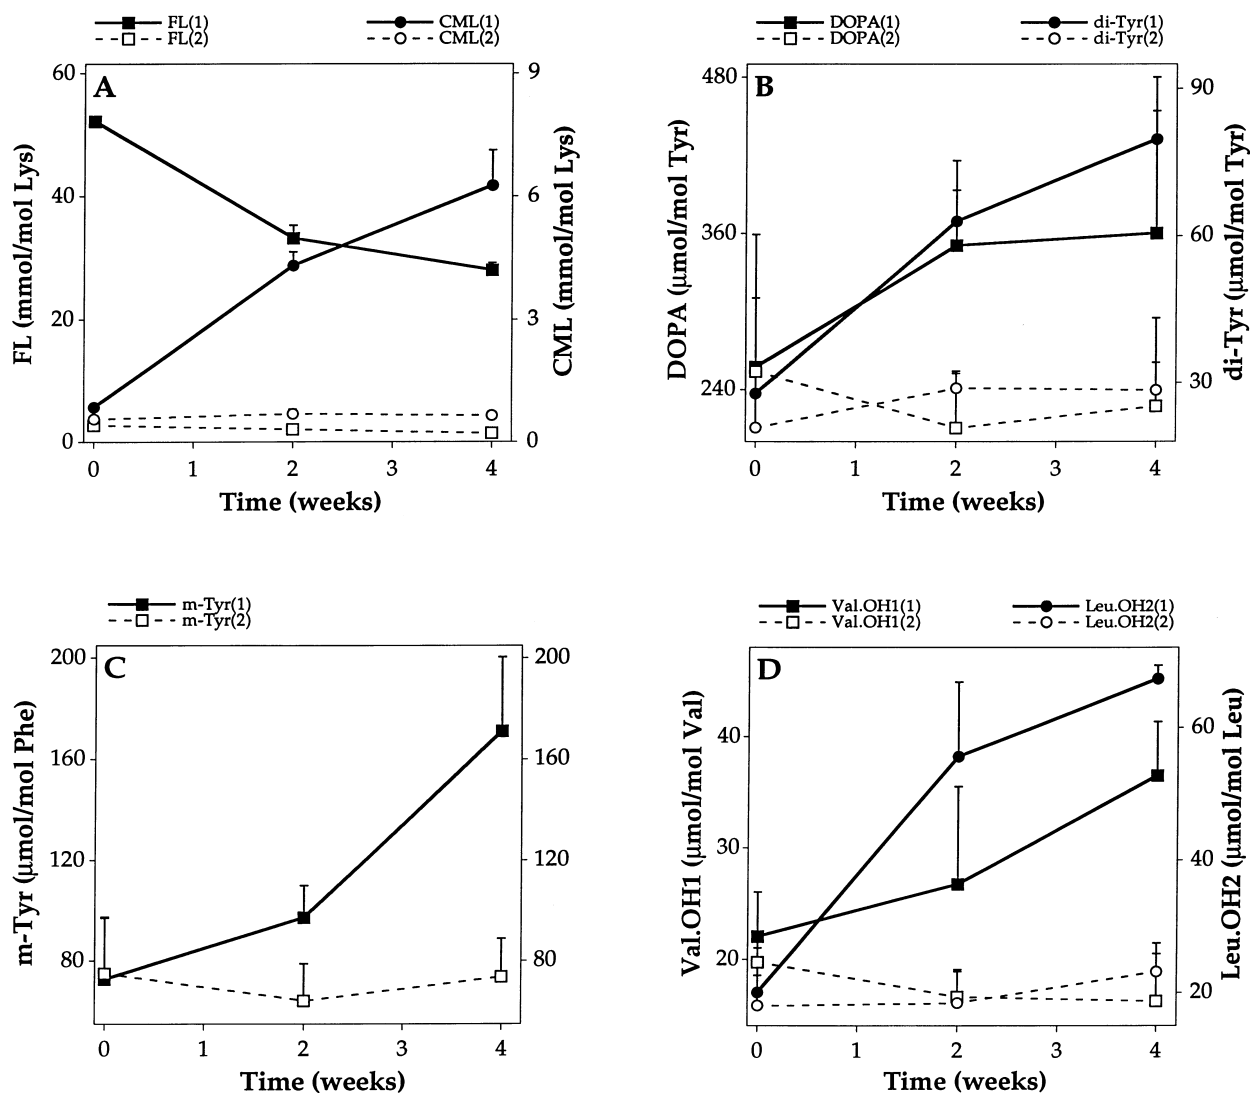 FL(1) CML(1)
FL(2) CML(2)
A
60 9
40 6
20 3
0 0
FL (mmol/mol Lys)
CML (mmol/mol Lys)
0 1 2 3 4
Time (weeks)
DOPA(1) di-Tyr(1)
DOPA(2) di-Tyr(2)
B
480 90
360 60
240 30
DOPA (μmol/mol Tyr)
di-Tyr (μmol/mol Tyr)
0 1 2 3 4
Time (weeks)
m-Tyr(1)
m-Tyr(2)
C
200 200
160 160
120 120
80 80
m-Tyr (μmol/mol Phe)
0 1 2 3 4
Time (weeks)
Val.OH1(1) Leu.OH2(1)
Val.OH1(2) Leu.OH2(2)
D
40 60
30 40
20 20
Val.OH1 (μmol/mol Val)
Leu.OH2 (μmol/mol Leu)
0 1 2 3 4
Time (weeks)